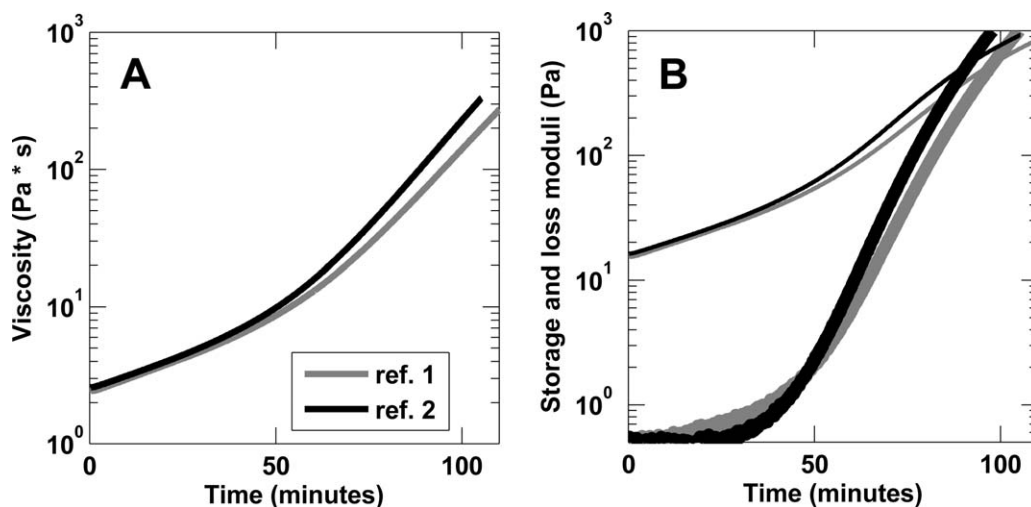 A
Viscosity (Pa * s)
10³
10²
10¹
10⁰
0
50
100
Time (minutes)
ref. 1
ref. 2
B
Storage and loss moduli (Pa)
10³
10²
10¹
10⁰
0
50
100
Time (minutes)